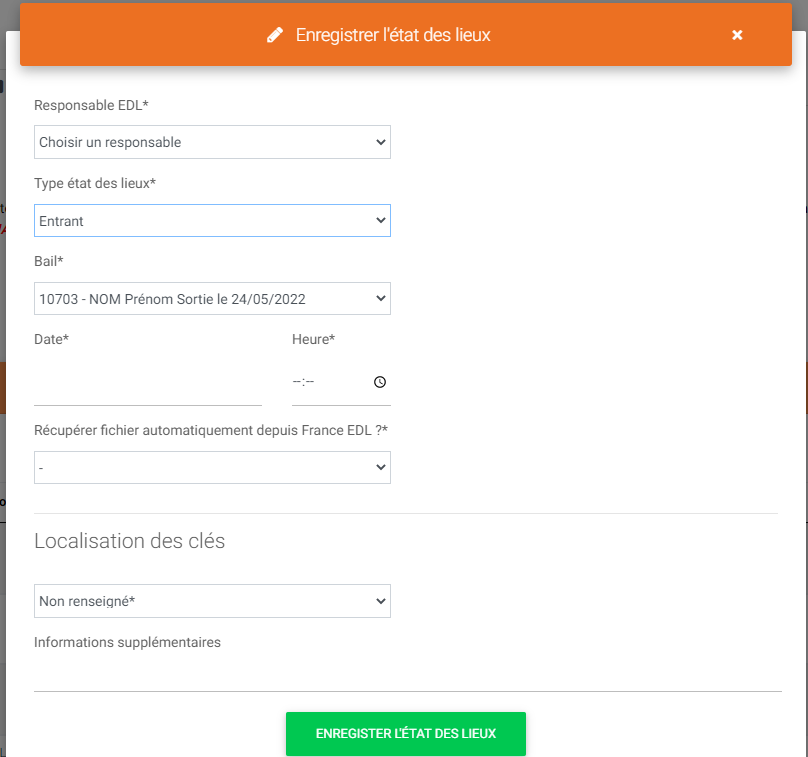 Enregistrer l'état des lieux
Responsable EDL*
Choisir un responsable
Type état des lieux*
Entrant
Bail*
10703 - NOM Prénom Sortie le 24/05/2022
Date* Heure*
--:--
Récupérer fichier automatiquement depuis France EDL ?*
-
Localisation des clés
Non renseigné*
Informations supplémentaires
ENREGISTER L'ÉTAT DES LIEUX